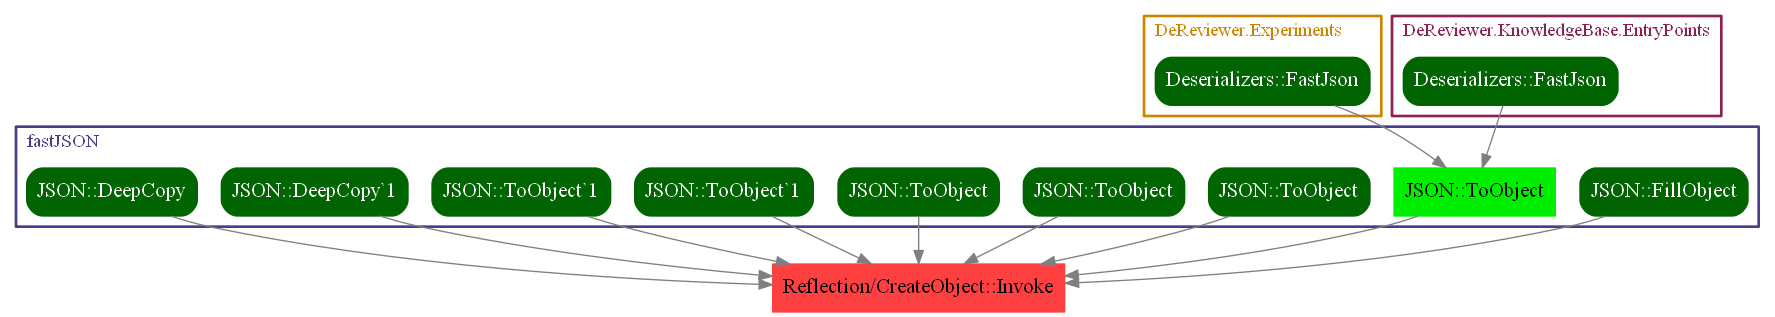 DeReviewer.Experiments
DeReviewer.KnowledgeBase.EntryPoints
Deserializers::FastJson
Deserializers::FastJson
fastJSON
JSON::DeepCopy
JSON::DeepCopy`1
JSON::ToObject`1
JSON::ToObject`1
JSON::ToObject
JSON::ToObject
JSON::ToObject
JSON::ToObject
JSON::FillObject
Reflection/CreateObject::Invoke